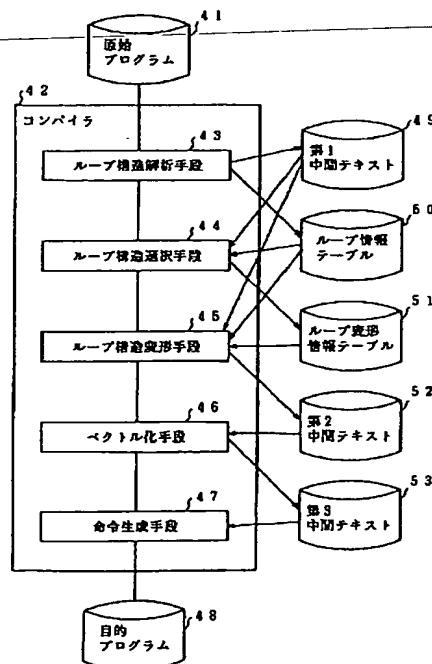 41
原始
プログラム
42
コンパイラ
43
ループ構造解析手段
49
第1
中間テキスト
44
ループ構造選択手段
50
ループ情報
テーブル
45
ループ構造変形手段
51
ループ変形
情報テーブル
46
ベクトル化手段
52
第2
中間テキスト
47
命令生成手段
53
第3
中間テキスト
目的
プログラム
48